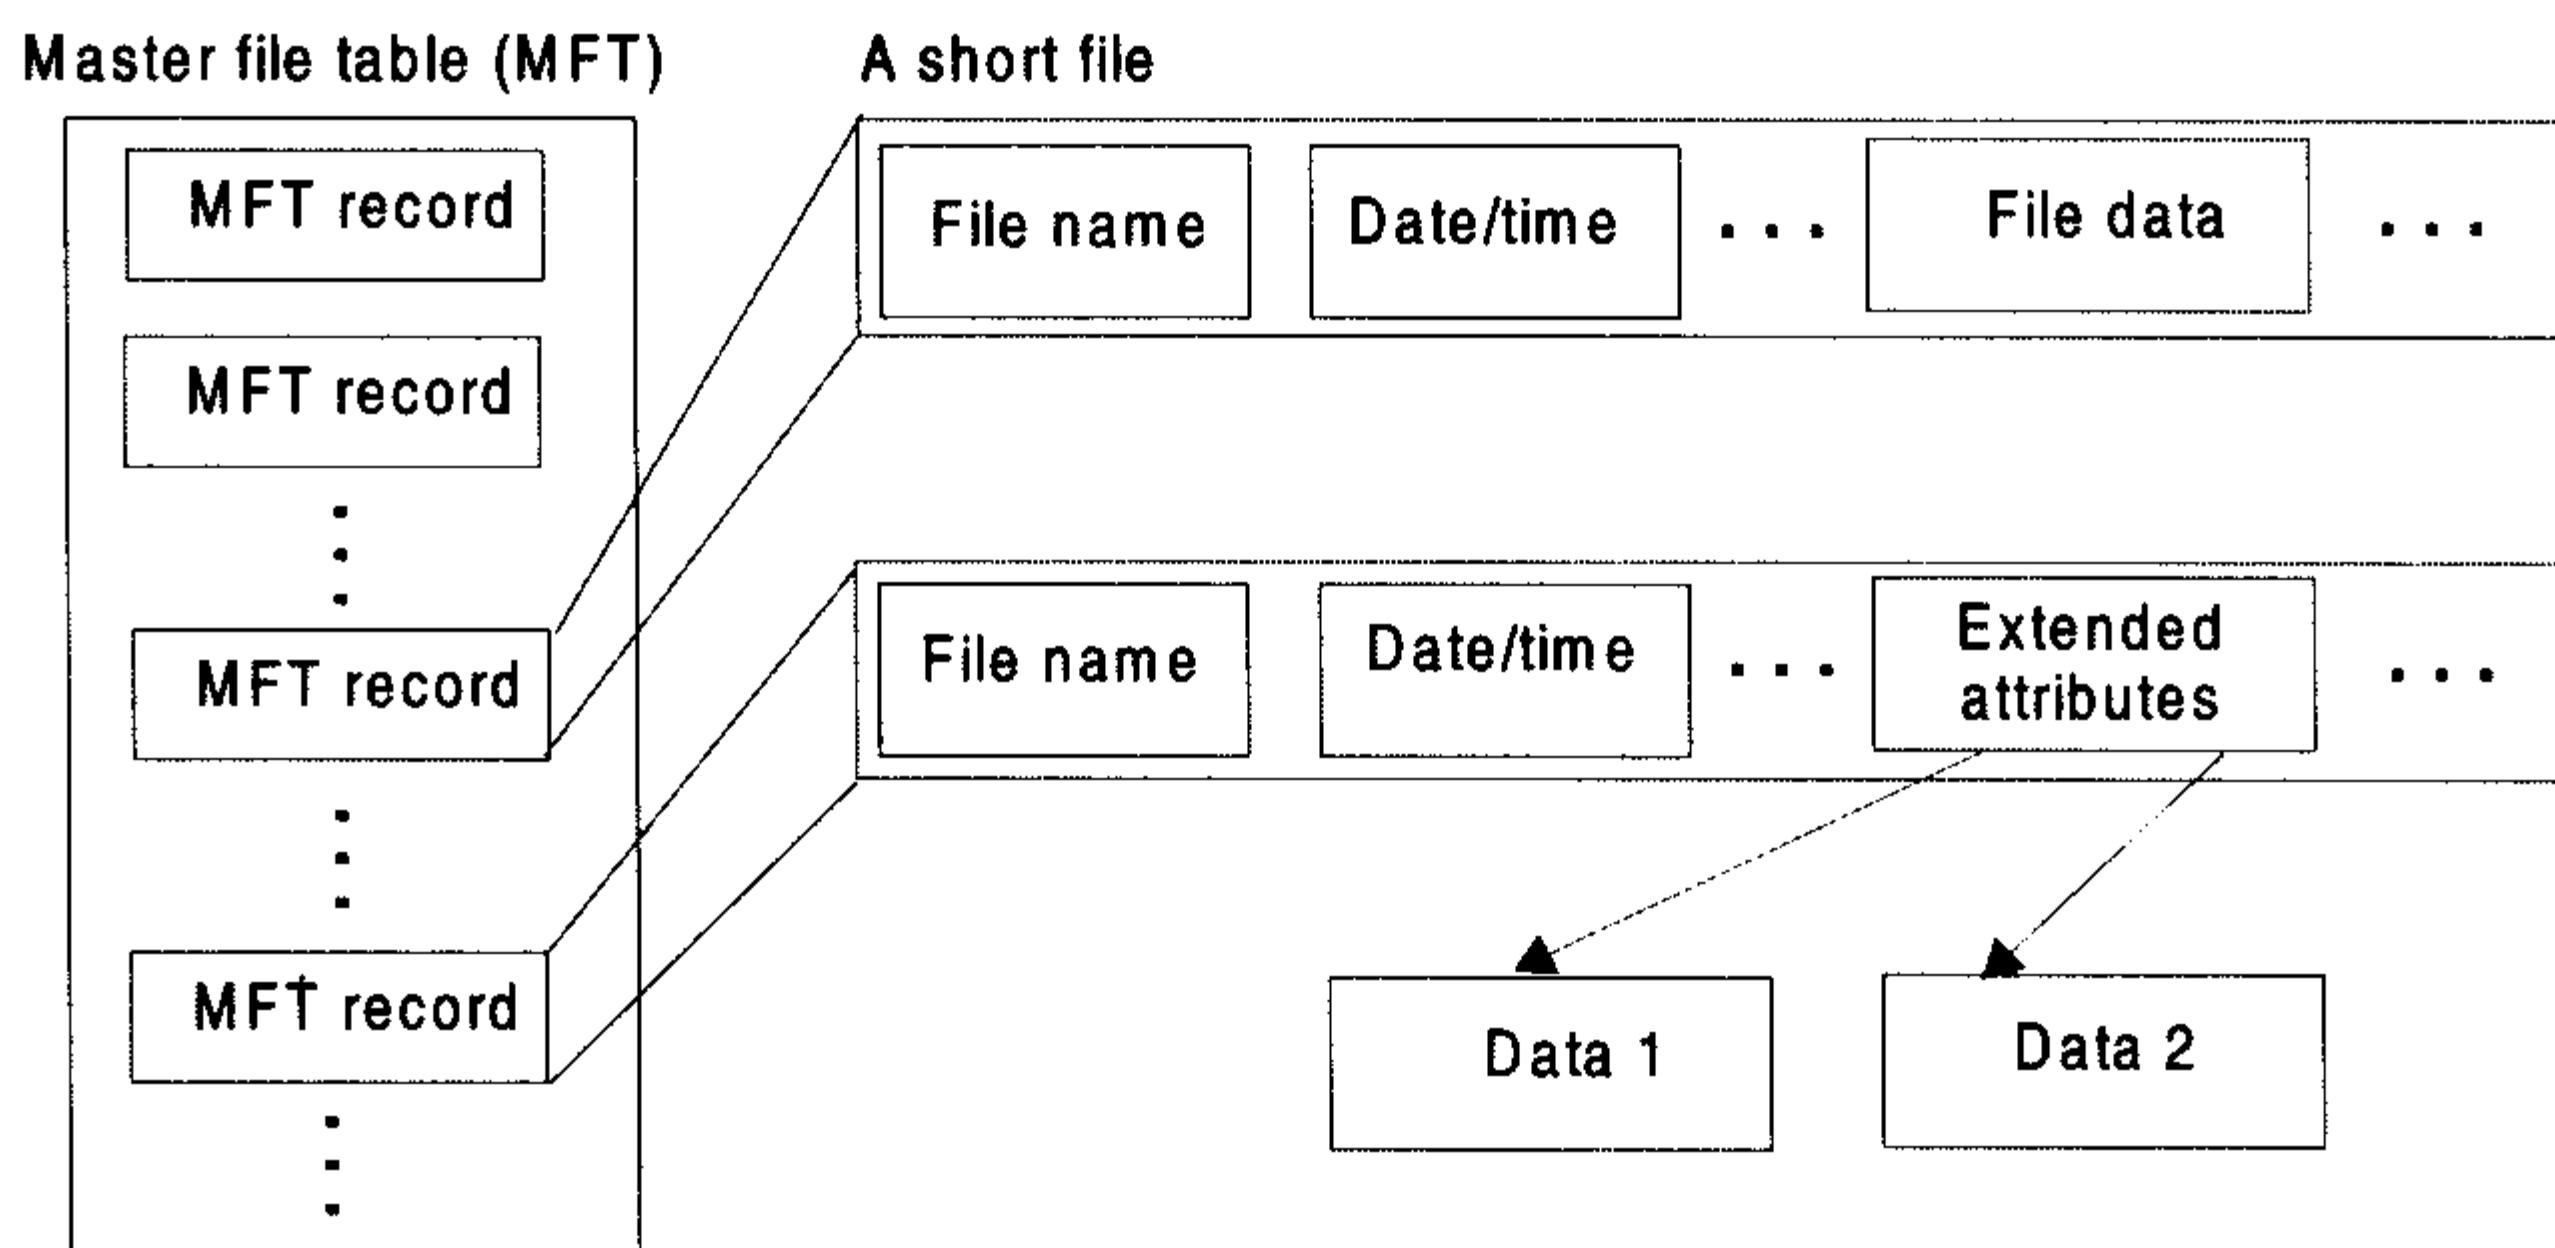 Master file table (MFT)
A short file
MFT record
MFT record
MFT record
MFT record
File name
Date/time
. . .
File data
. . .
File name
Date/time
. . .
Extended
attributes
. . .
Data 1
Data 2